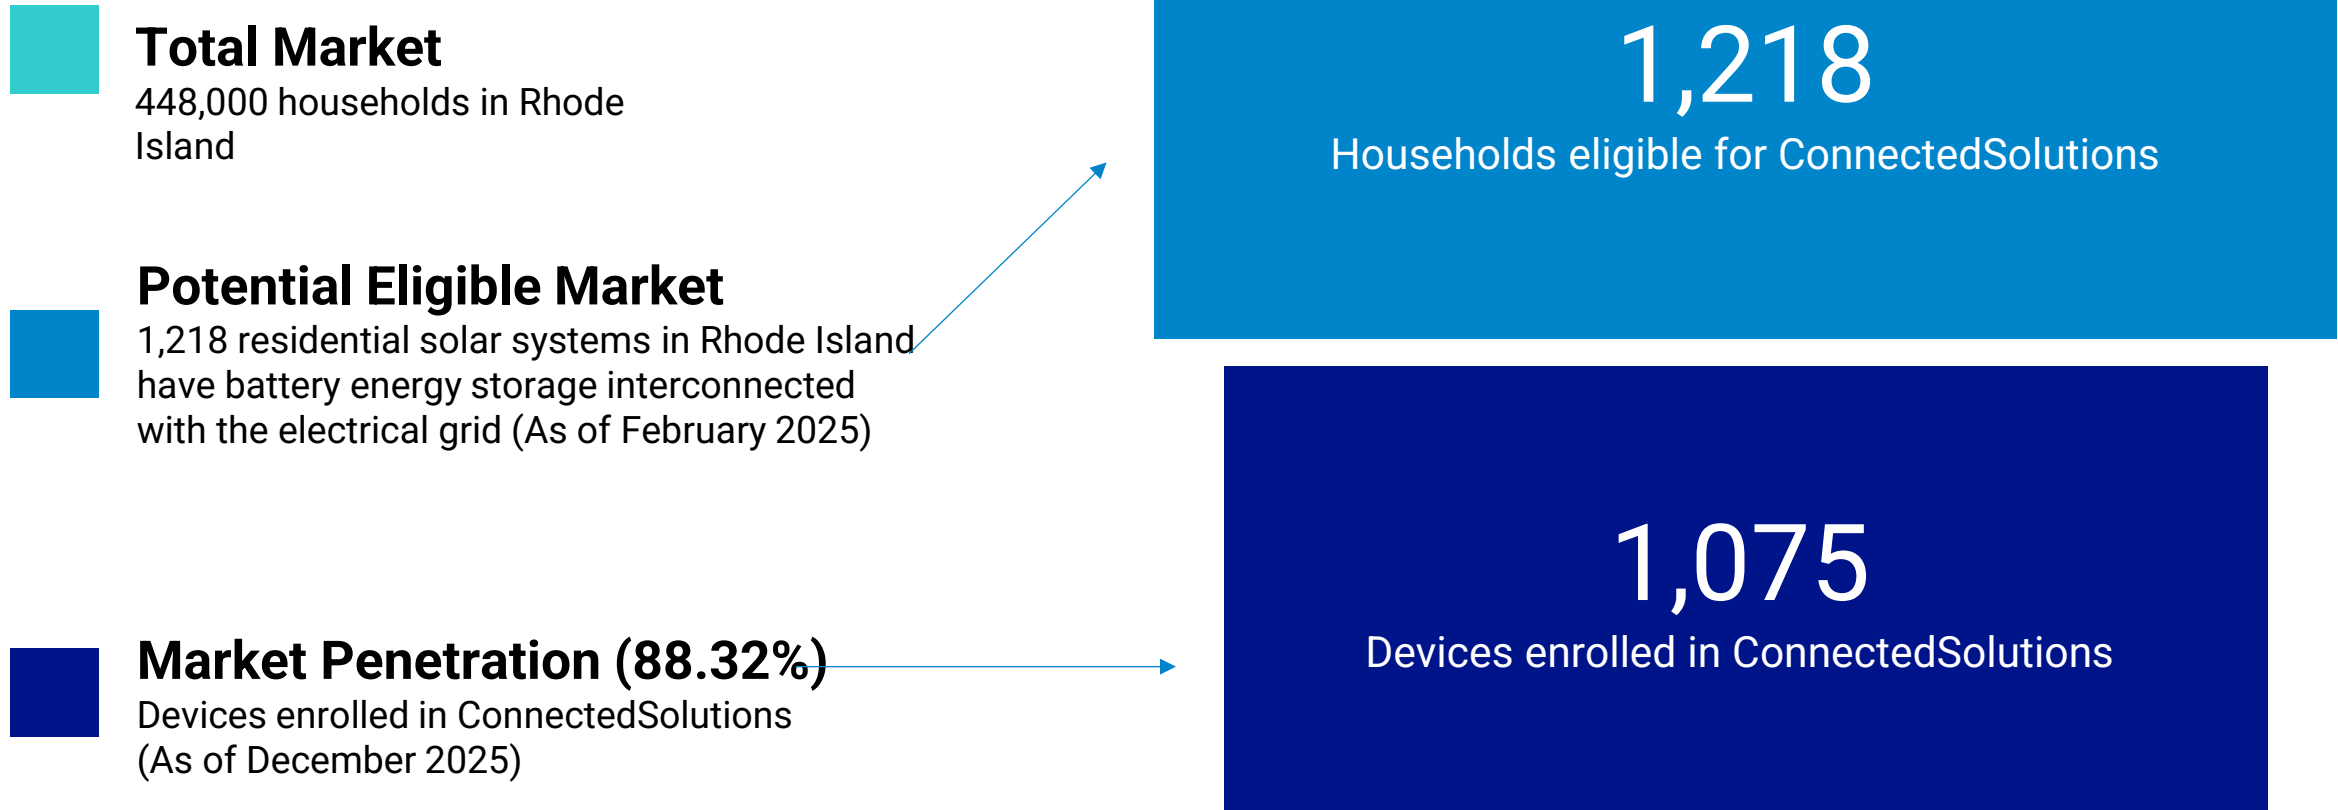 Total Market
448,000 households in Rhode
Island
Potential Eligible Market
1,218 residential solar systems in Rhode Island
have battery energy storage interconnected
with the electrical grid (As of February 2025)
Market Penetration (88.32%)
Devices enrolled in ConnectedSolutions
(As of December 2025)
1,218
Households eligible for ConnectedSolutions
1,075
Devices enrolled in ConnectedSolutions